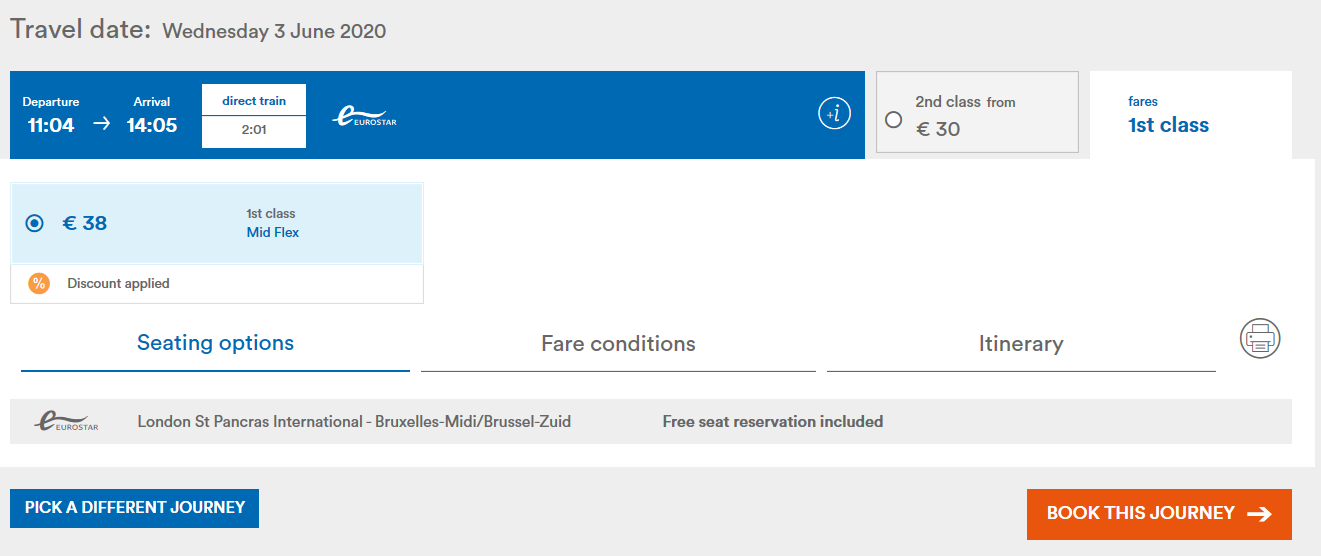 Travel date: Wednesday 3 June 2020
Departure
11:04
Arrival
14:05
direct train
2:01
EUROSTAR
+i
2nd class from
€ 30
fares
1st class
€ 38
1st class
Mid Flex
%
Discount applied
Seating options
Fare conditions
Itinerary
EUROSTAR
London St Pancras International - Bruxelles-Midi/Brussel-Zuid
Free seat reservation included
PICK A DIFFERENT JOURNEY
BOOK THIS JOURNEY